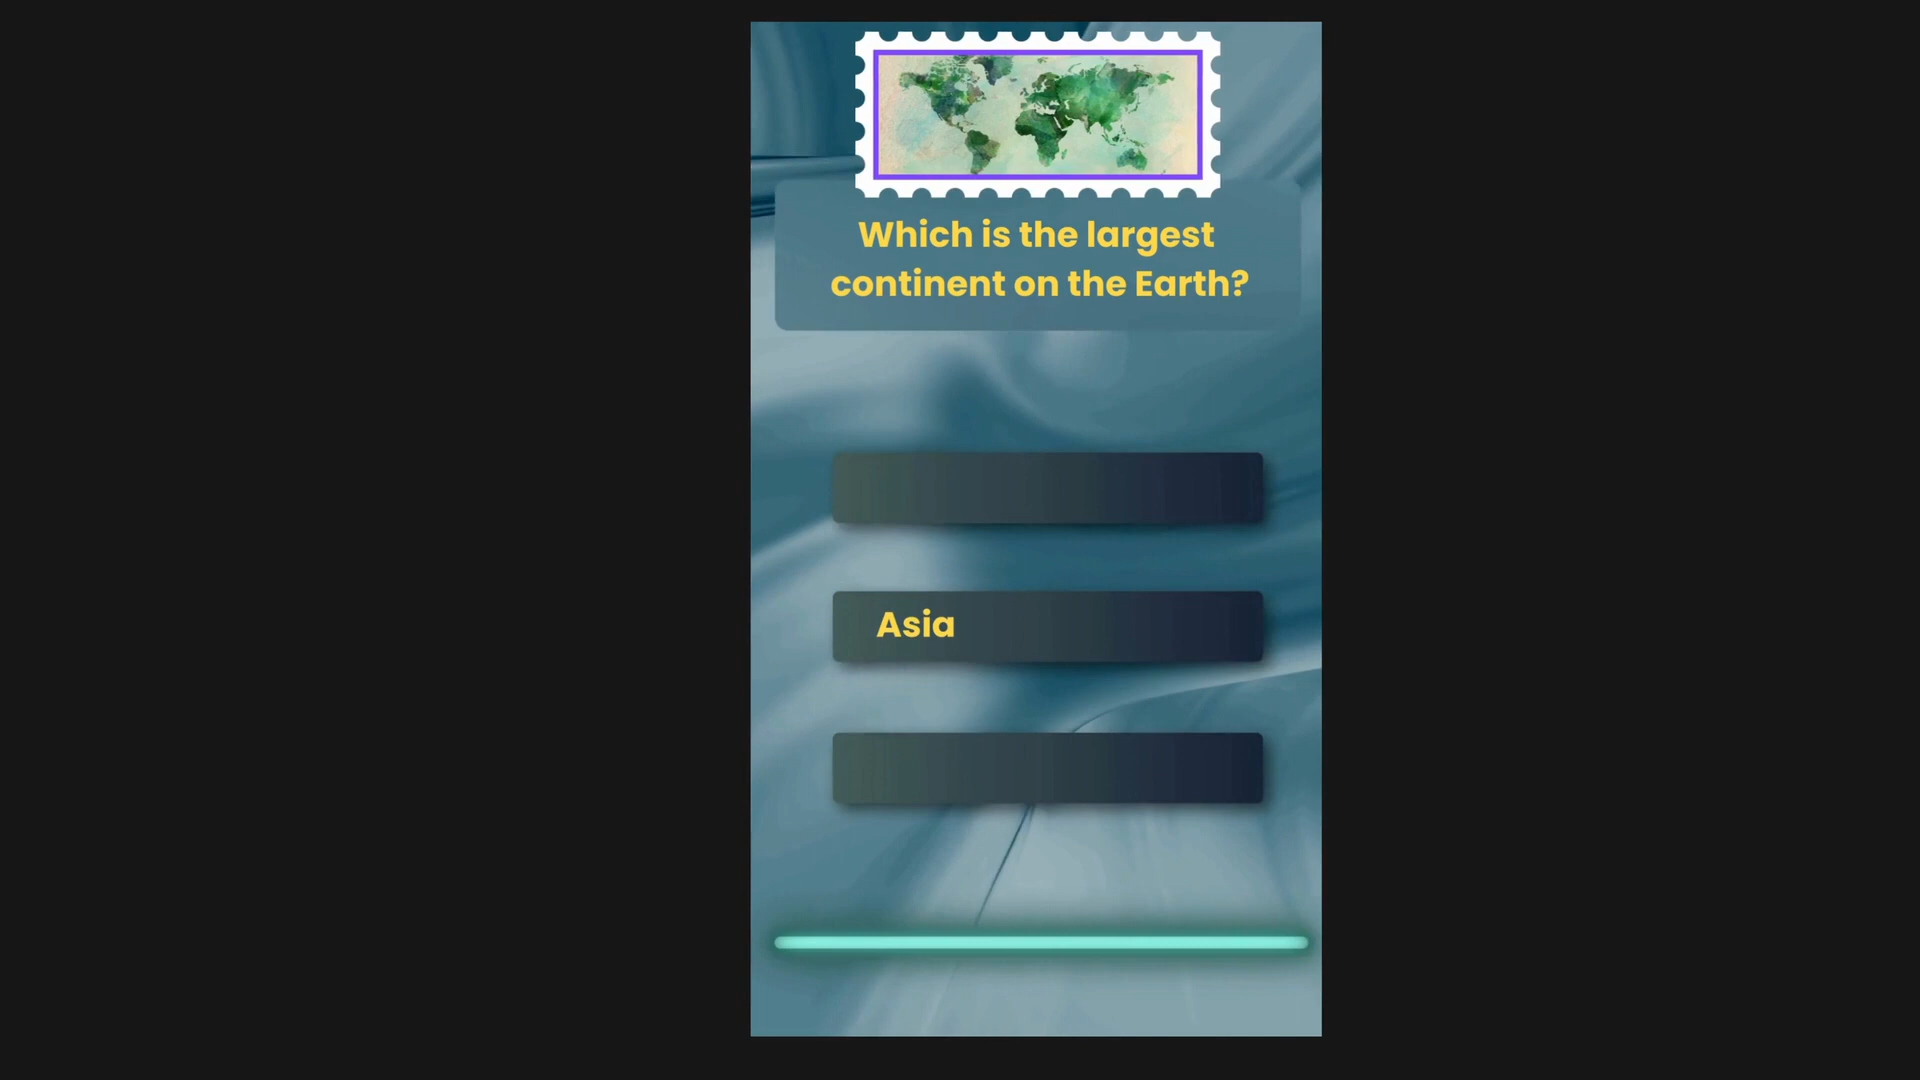 Which is the largest
continent on the Earth?
Asia